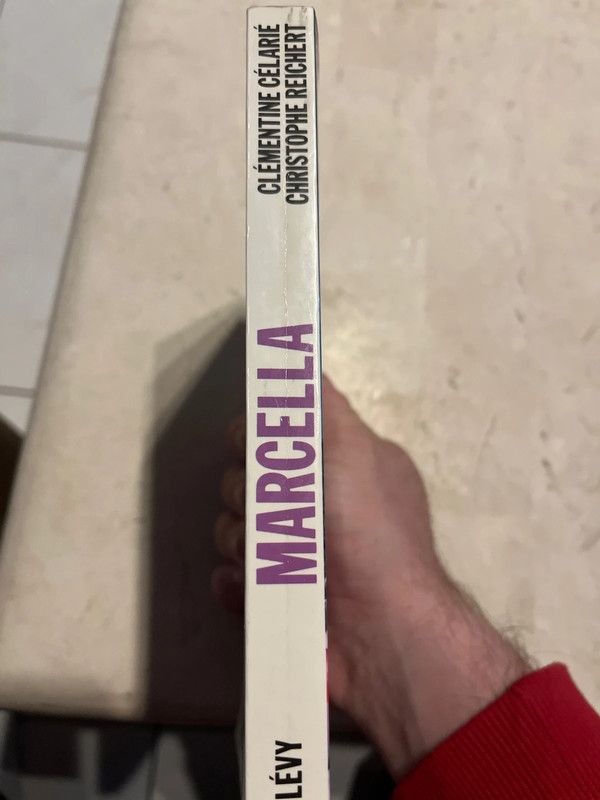 CLÉMENTINE CÉLARIÉ
CHRISTOPHE REICHERT
MARCELLA
LÉVY